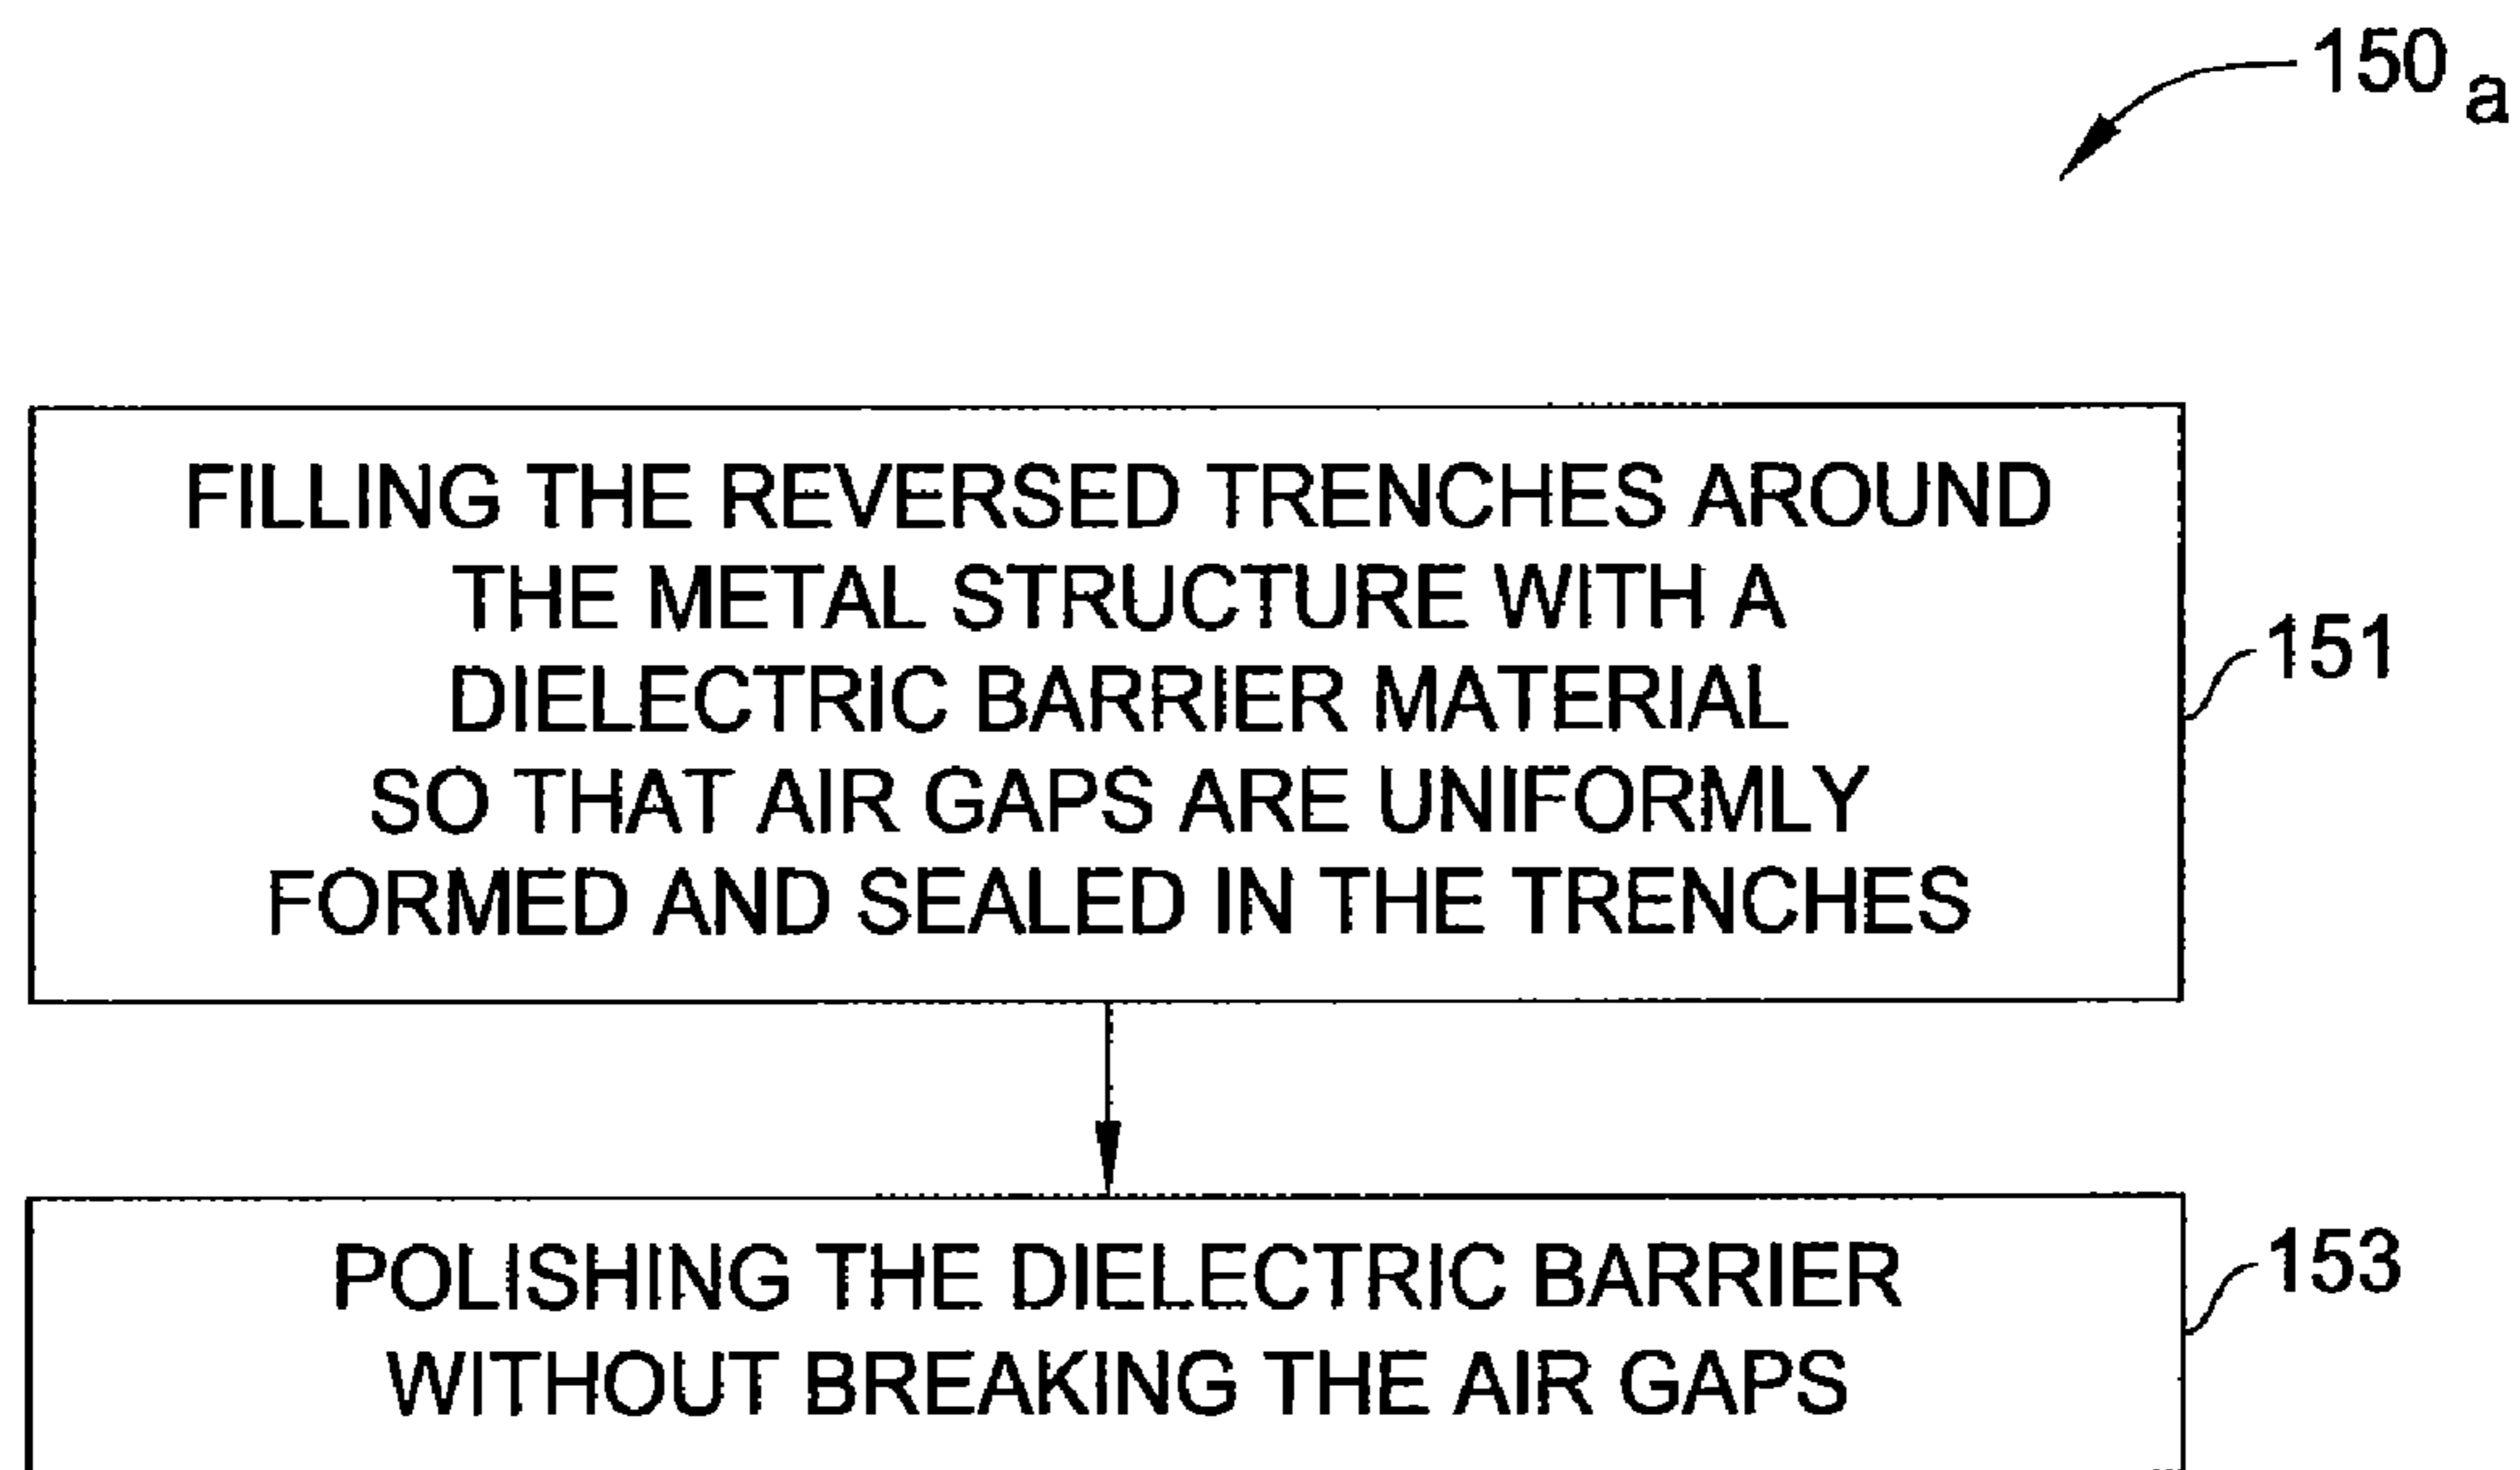 150 a
FILLING THE REVERSED TRENCHES AROUND
THE METAL STRUCTURE WITH A
DIELECTRIC BARRIER MATERIAL
SO THAT AIR GAPS ARE UNIFORMLY
FORMED AND SEALED IN THE TRENCHES
151
POLISHING THE DIELECTRIC BARRIER
WITHOUT BREAKING THE AIR GAPS
153